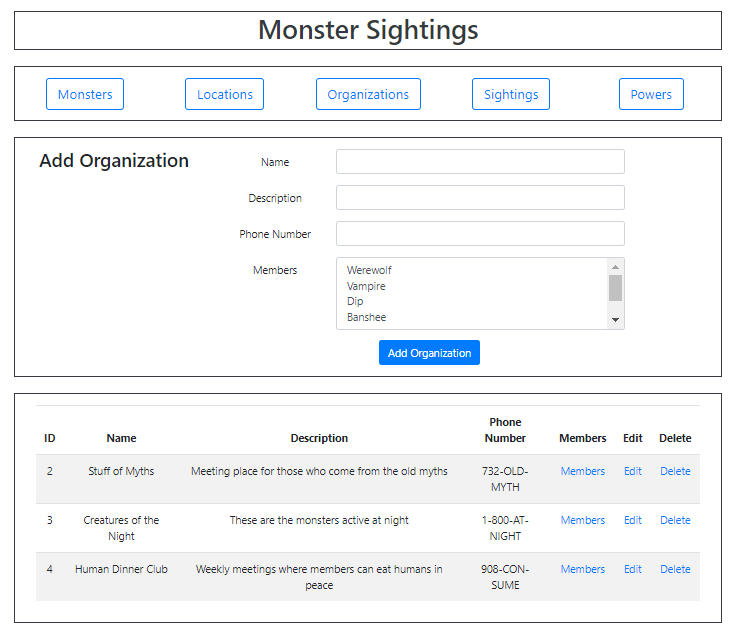 Monster Sightings
Monsters Locations Organizations Sightings Powers
Add Organization
Name
Description
Phone Number
Members
Werewolf
Vampire
Dip
Banshee
Add Organization
ID Name Description Phone Number Members Edit Delete
2 Stuff of Myths Meeting place for those who come from the old myths 732-OLD-MYTH Members Edit Delete
3 Creatures of the Night These are the monsters active at night 1-800-AT-NIGHT Members Edit Delete
4 Human Dinner Club Weekly meetings where members can eat humans in peace 908-CON-SUME Members Edit Delete